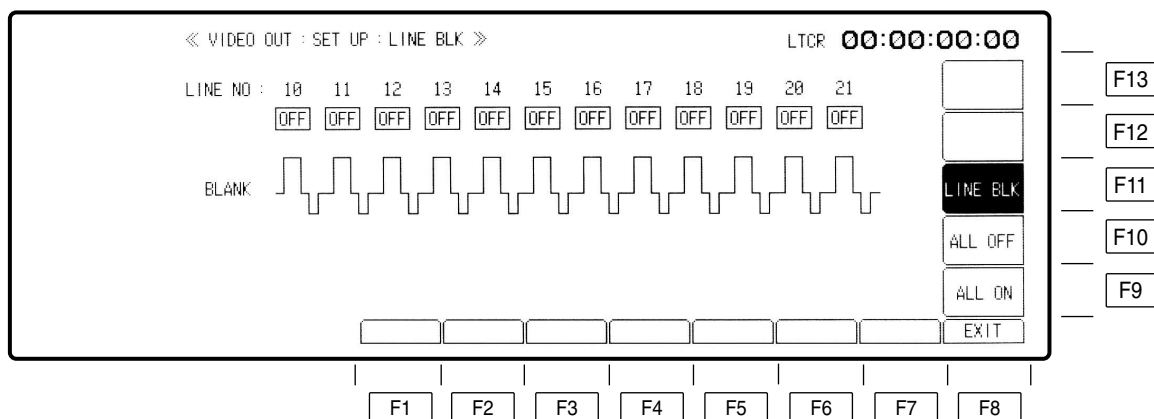 ≪ VIDEO OUT : SET UP : LINE BLK ≫ LTCR 00:00:00:00
LINE NO : 10 11 12 13 14 15 16 17 18 19 20 21
OFF OFF OFF OFF OFF OFF OFF OFF OFF OFF OFF OFF
BLANK
F13
F12
LINE BLK F11
ALL OFF F10
ALL ON F9
EXIT
F1 F2 F3 F4 F5 F6 F7 F8